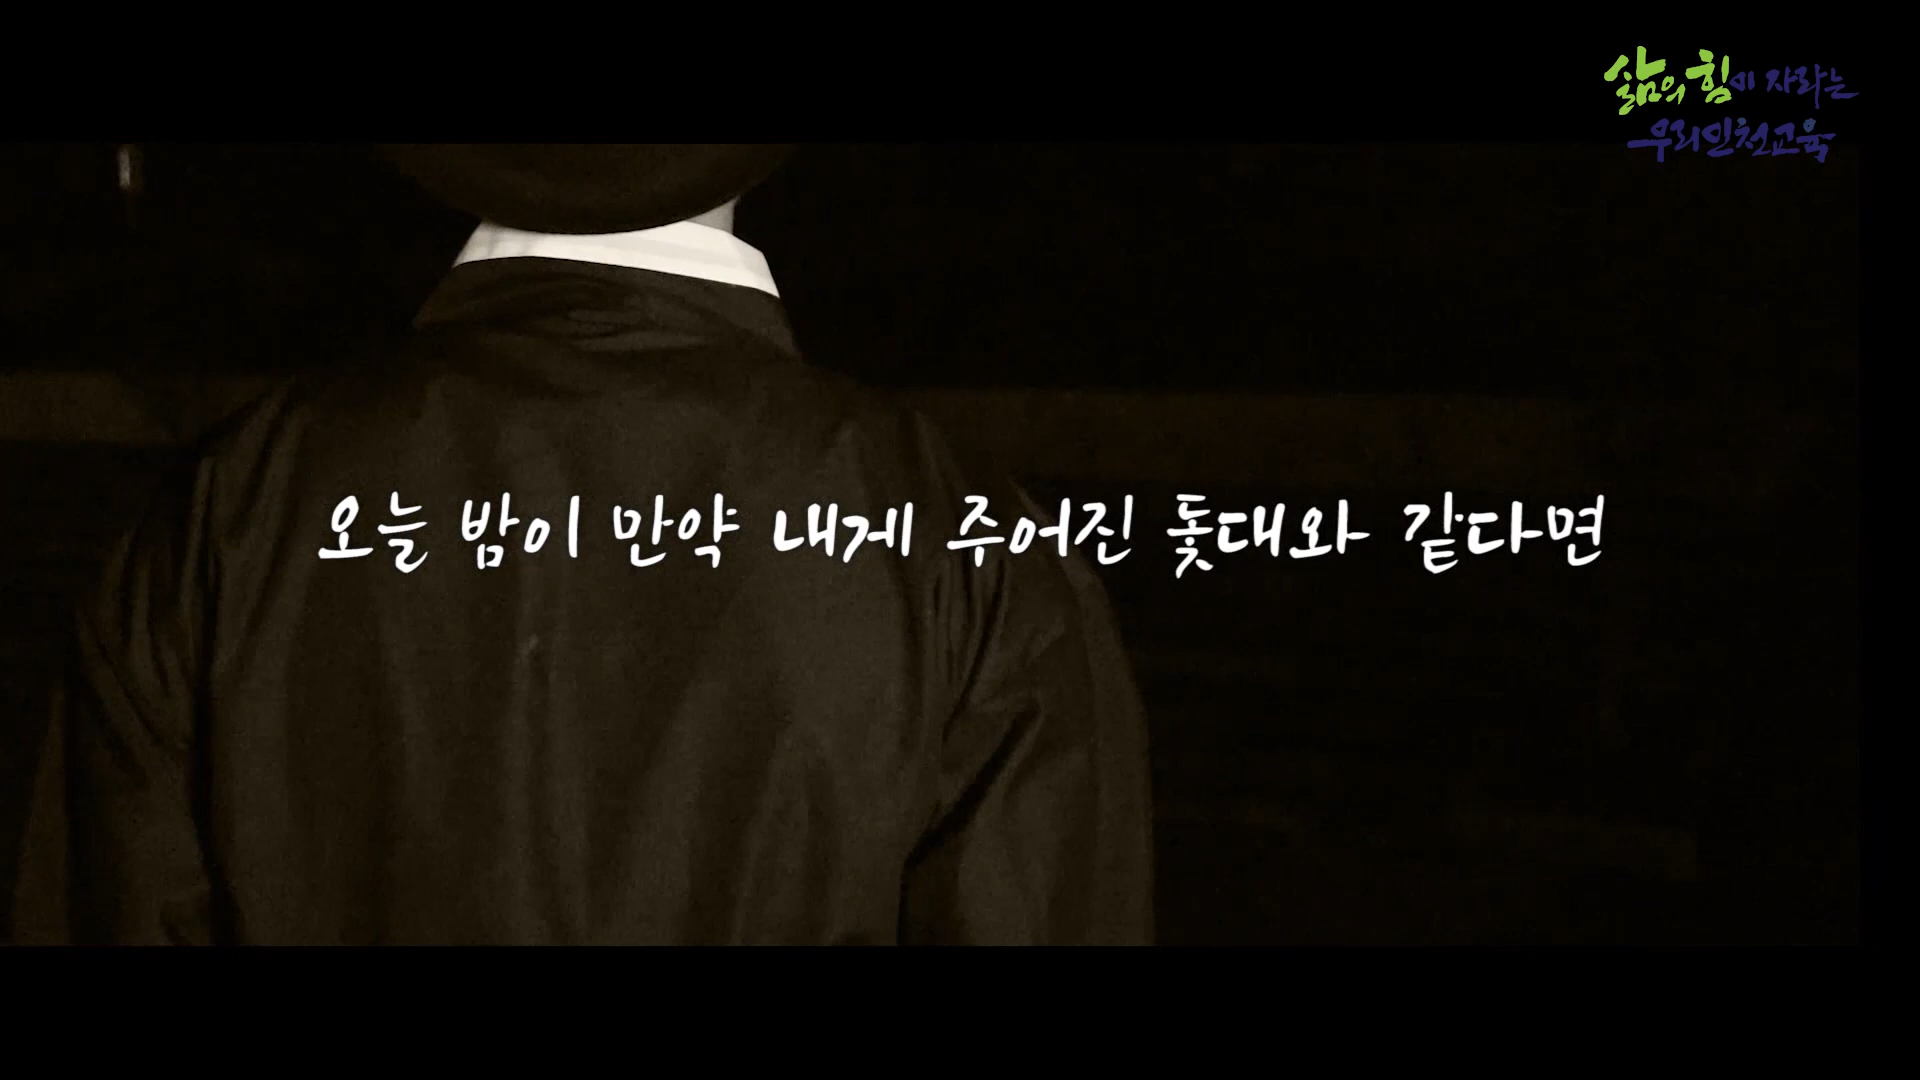 삶의 힘이 자라는
우리인천교육
오늘 밤이 만약 내게 주어진 돛대와 같다면